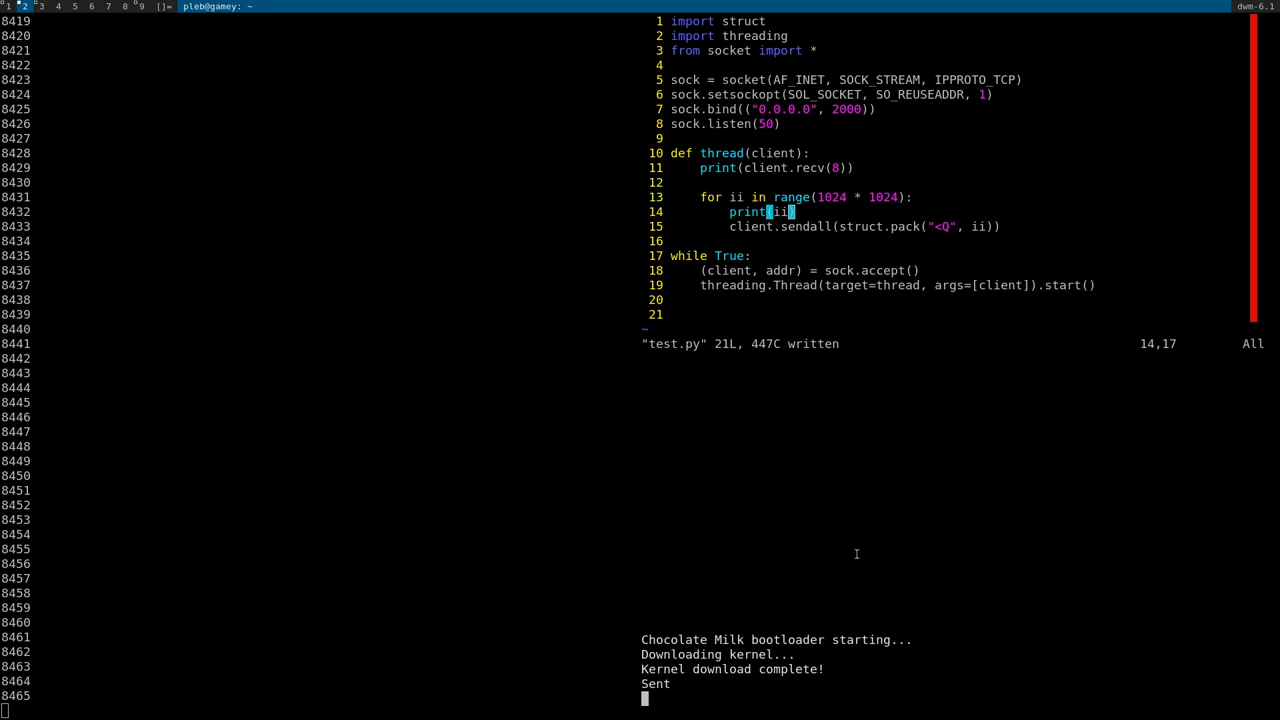 1 2 3 4 5 6 7 8 9 []= pleb@gamey: ~ dwm-6.1
8419
8420
8421
8422
8423
8424
8425
8426
8427
8428
8429
8430
8431
8432
8433
8434
8435
8436
8437
8438
8439
8440
8441
8442
8443
8444
8445
8446
8447
8448
8449
8450
8451
8452
8453
8454
8455
8456
8457
8458
8459
8460
8461
8462
8463
8464
8465
1 import struct
2 import threading
3 from socket import *
4
5 sock = socket(AF_INET, SOCK_STREAM, IPPROTO_TCP)
6 sock.setsockopt(SOL_SOCKET, SO_REUSEADDR, 1)
7 sock.bind(("0.0.0.0", 2000))
8 sock.listen(50)
9
10 def thread(client):
11     print(client.recv(8))
12
13     for ii in range(1024 * 1024):
14         print(ii)
15         client.sendall(struct.pack("<Q", ii))
16
17 while True:
18     (client, addr) = sock.accept()
19     threading.Thread(target=thread, args=[client]).start()
20
21
~
"test.py" 21L, 447C written 14,17 All
Chocolate Milk bootloader starting...
Downloading kernel...
Kernel download complete!
Sent